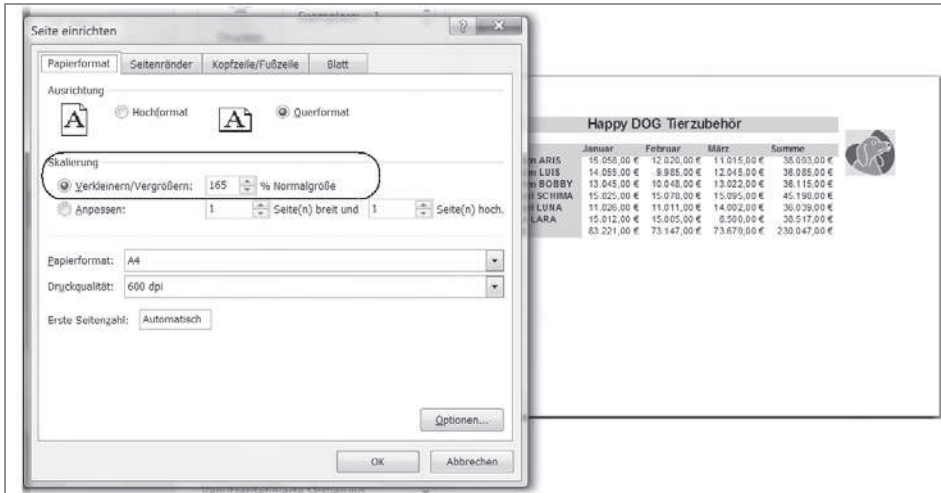 Seite einrichten
Papierformat Seitenränder Kopfzeile/Fußzeile Blatt
Ausrichtung
A Hochformat A Querformat
Skalierung
Verkleinern/Vergrößern: 165 % Normalgröße
Anpassen: 1 Seite(n) breit und 1 Seite(n) hoch.
Papierformat: A4
Druckqualität: 600 dpi
Erste Seitenzahl: Automatisch
Optionen...
OK Abbrechen
Happy DOG Tierzubehör
Januar Februar März Summe
ARIS 15.058,00 € 12.020,00 € 11.015,00 € 38.093,00 €
LUIS 14.055,00 € 9.985,00 € 12.045,00 € 36.085,00 €
BOBBY 13.045,00 € 10.048,00 € 13.022,00 € 36.115,00 €
SCHIMA 15.025,00 € 15.078,00 € 15.095,00 € 45.198,00 €
LUNA 11.026,00 € 11.011,00 € 14.002,00 € 36.039,00 €
LARA 15.012,00 € 15.005,00 € 8.500,00 € 38.517,00 €
83.221,00 € 73.147,00 € 73.679,00 € 230.047,00 €